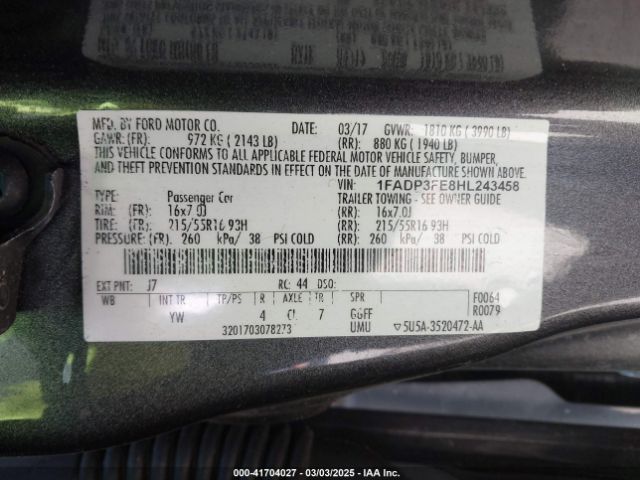 MFD. BY FORD MOTOR CO. DATE: 03/17 GVWR: 1810 KG ( 3990 LB)
GAWR: (FR): 972 KG ( 2143 LB) (RR): 880 KG ( 1940 LB)
THIS VEHICLE CONFORMS TO ALL APPLICABLE FEDERAL MOTOR VEHICLE SAFETY, BUMPER,
AND THEFT PREVENTION STANDARDS IN EFFECT ON THE DATE OF MANUFACTURE SHOWN ABOVE.
VIN: 1FADP3FE8HL243458
TYPE: Passenger Car TRAILER TOWING - SEE OWNER GUIDE
RIM: (FR) 16x7.0J (RR): 16x7.0J
TIRE: (FR) 215/55R16 93H (RR): 215/55R16 93H
PRESSURE: (FR) 260 kPa/ 38 PSI COLD (RR): 260 kPa/ 38 PSI COLD
EXT PNT: J7 RC: 44 DSO:
WB INT TR TP/PS R AXLE TR SPR F0064
YW 4 7 GGFF R0079
3201703078273 UMU ▽5U5A-3520472-AA
000-41704027 - 03/03/2025 - IAA Inc.